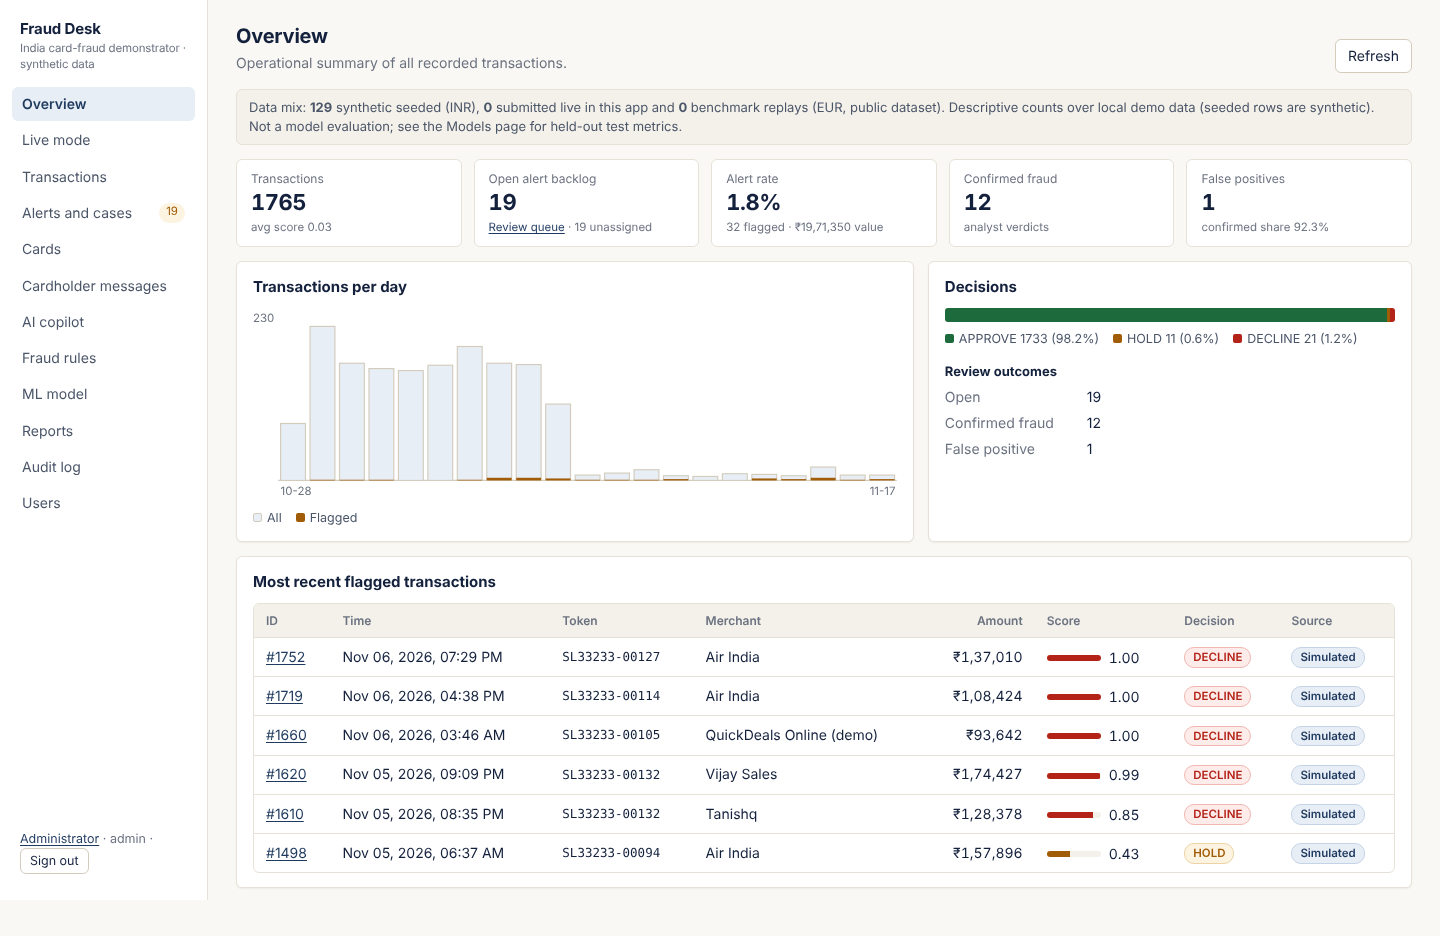 Fraud Desk
India card-fraud demonstrator ·
synthetic data
Overview
Live mode
Transactions
Alerts and cases 19
Cards
Cardholder messages
AI copilot
Fraud rules
ML model
Reports
Audit log
Users
Administrator · admin ·
Sign out
Overview
Operational summary of all recorded transactions.
Refresh
Data mix: 129 synthetic seeded (INR), 0 submitted live in this app and 0 benchmark replays (EUR, public dataset). Descriptive counts over local demo data (seeded rows are synthetic).
Not a model evaluation; see the Models page for held-out test metrics.
Transactions
1765
avg score 0.03
Open alert backlog
19
Review queue · 19 unassigned
Alert rate
1.8%
32 flagged · ₹19,71,350 value
Confirmed fraud
12
analyst verdicts
False positives
1
confirmed share 92.3%
Transactions per day
230
10-28 11-17
All Flagged
Decisions
APPROVE 1733 (98.2%) HOLD 11 (0.6%) DECLINE 21 (1.2%)
Review outcomes
Open 19
Confirmed fraud 12
False positive 1
Most recent flagged transactions
ID Time Token Merchant Amount Score Decision Source
#1752 Nov 06, 2026, 07:29 PM SL33233-00127 Air India ₹1,37,010 1.00 DECLINE Simulated
#1719 Nov 06, 2026, 04:38 PM SL33233-00114 Air India ₹1,08,424 1.00 DECLINE Simulated
#1660 Nov 06, 2026, 03:46 AM SL33233-00105 QuickDeals Online (demo) ₹93,642 1.00 DECLINE Simulated
#1620 Nov 05, 2026, 09:09 PM SL33233-00132 Vijay Sales ₹1,74,427 0.99 DECLINE Simulated
#1610 Nov 05, 2026, 08:35 PM SL33233-00132 Tanishq ₹1,28,378 0.85 DECLINE Simulated
#1498 Nov 05, 2026, 06:37 AM SL33233-00094 Air India ₹1,57,896 0.43 HOLD Simulated